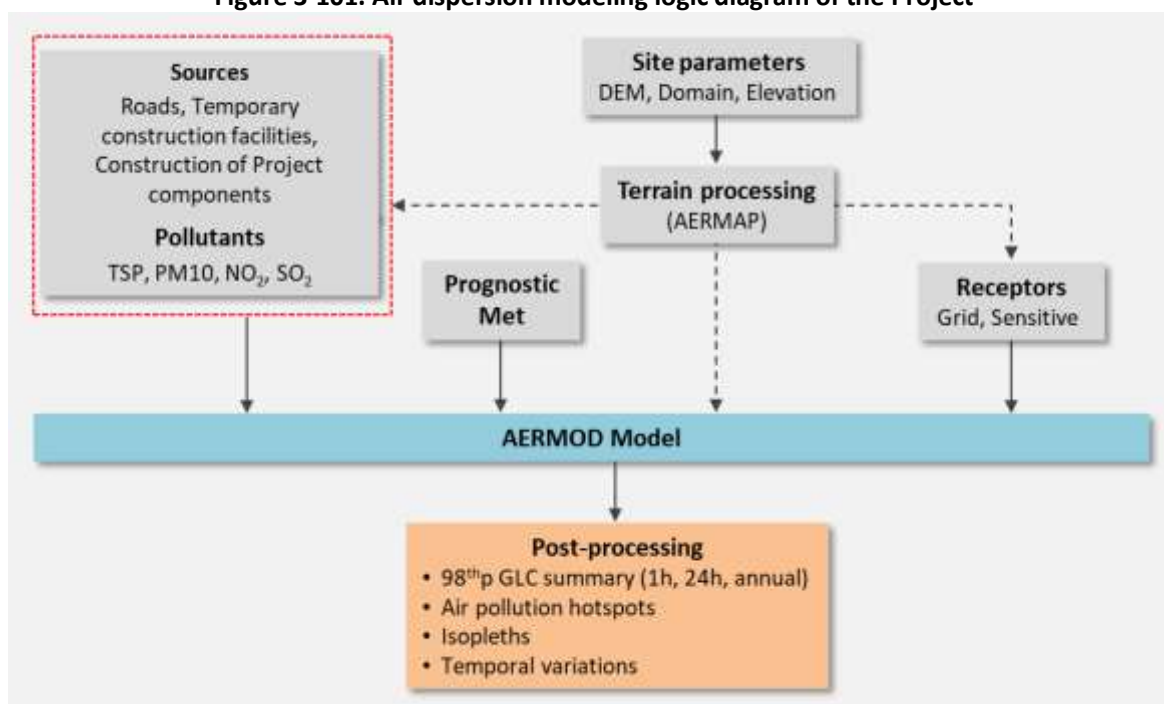 Figure 5-101. Air dispersion modeling logic diagram of the Project
Sources
Roads, Temporary
construction facilities,
Construction of Project
components
Pollutants
TSP, PM10, NO₂, SO₂
Site parameters
DEM, Domain, Elevation
Terrain processing
(AERMAP)
Prognostic
Met
Receptors
Grid, Sensitive
AERMOD Model
Post-processing
• 98ᵗʰp GLC summary (1h, 24h, annual)
• Air pollution hotspots
• Isopleths
• Temporal variations